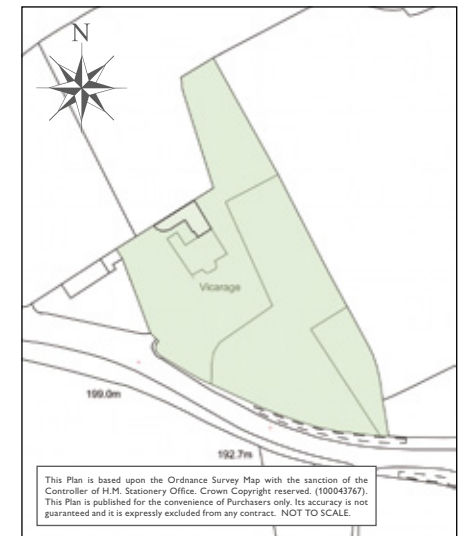 N
Vicarage
199.0m
192.7m
This Plan is based upon the Ordnance Survey Map with the sanction of the
Controller of H.M. Stationery Office. Crown Copyright reserved. (100043767).
This Plan is published for the convenience of Purchasers only. Its accuracy is not
guaranteed and it is expressly excluded from any contract. NOT TO SCALE.